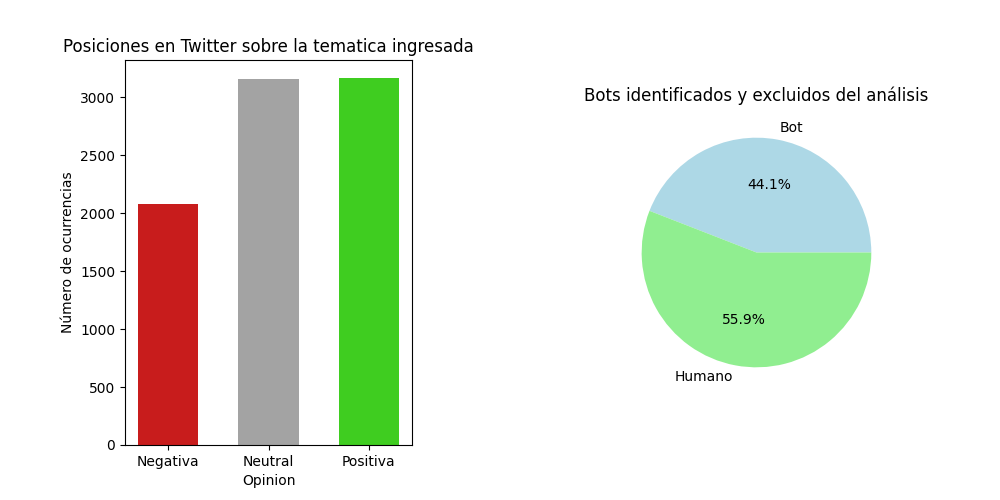 Posiciones en Twitter sobre la tematica ingresada
Número de ocurrencias
3000
2500
2000
1500
1000
500
0
Negativa
Neutral
Positiva
Opinion
Bots identificados y excluidos del análisis
Bot
44.1%
55.9%
Humano